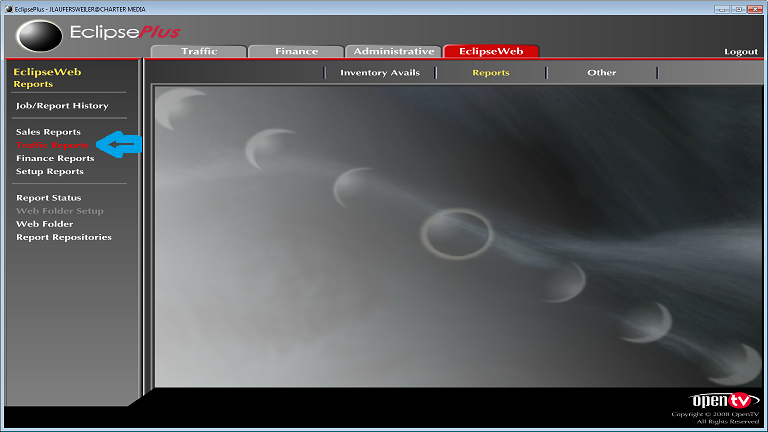 EclipsePlus - JLAUFERSWEILER@CHARTER MEDIA
EclipsePlus
Traffic Finance Administrative EclipseWeb Logout
Inventory Avails Reports Other
EclipseWeb
Reports
Job/Report History
Sales Reports
Traffic Reports
Finance Reports
Setup Reports
Report Status
Web Folder Setup
Web Folder
Report Repositories
opentv
Copyright © 2008 OpenTV
All Rights Reserved